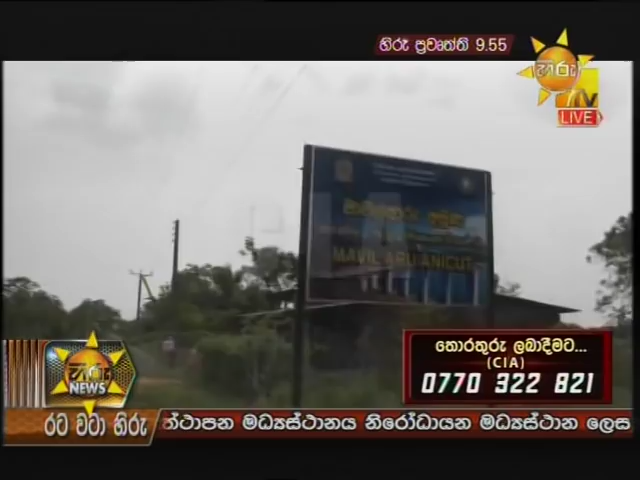 හිරු ප්‍රවෘත්ති 9.55
හිරු
tv
LIVE
MAVIL ARU ANICUT
තොරතුරු ලබාදීමට...
(CIA)
0770 322 821
හිරු
NEWS
රට වටා හිරු
ත්ථාපන මධ්‍යස්ථානය නිරෝධායන මධ්‍යස්ථාන ලෙස